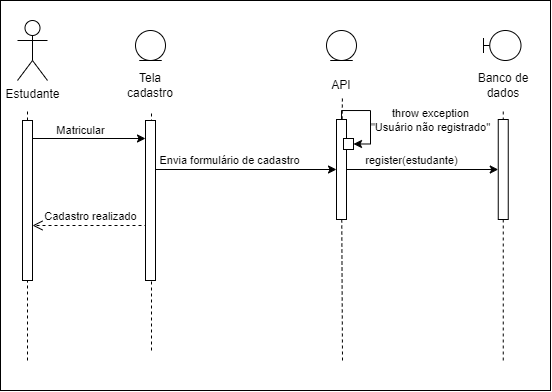 Estudante
Tela
cadastro
API
Banco de
dados
throw exception
"Usuário não registrado"
Matricular
Envia formulário de cadastro
register(estudante)
Cadastro realizado